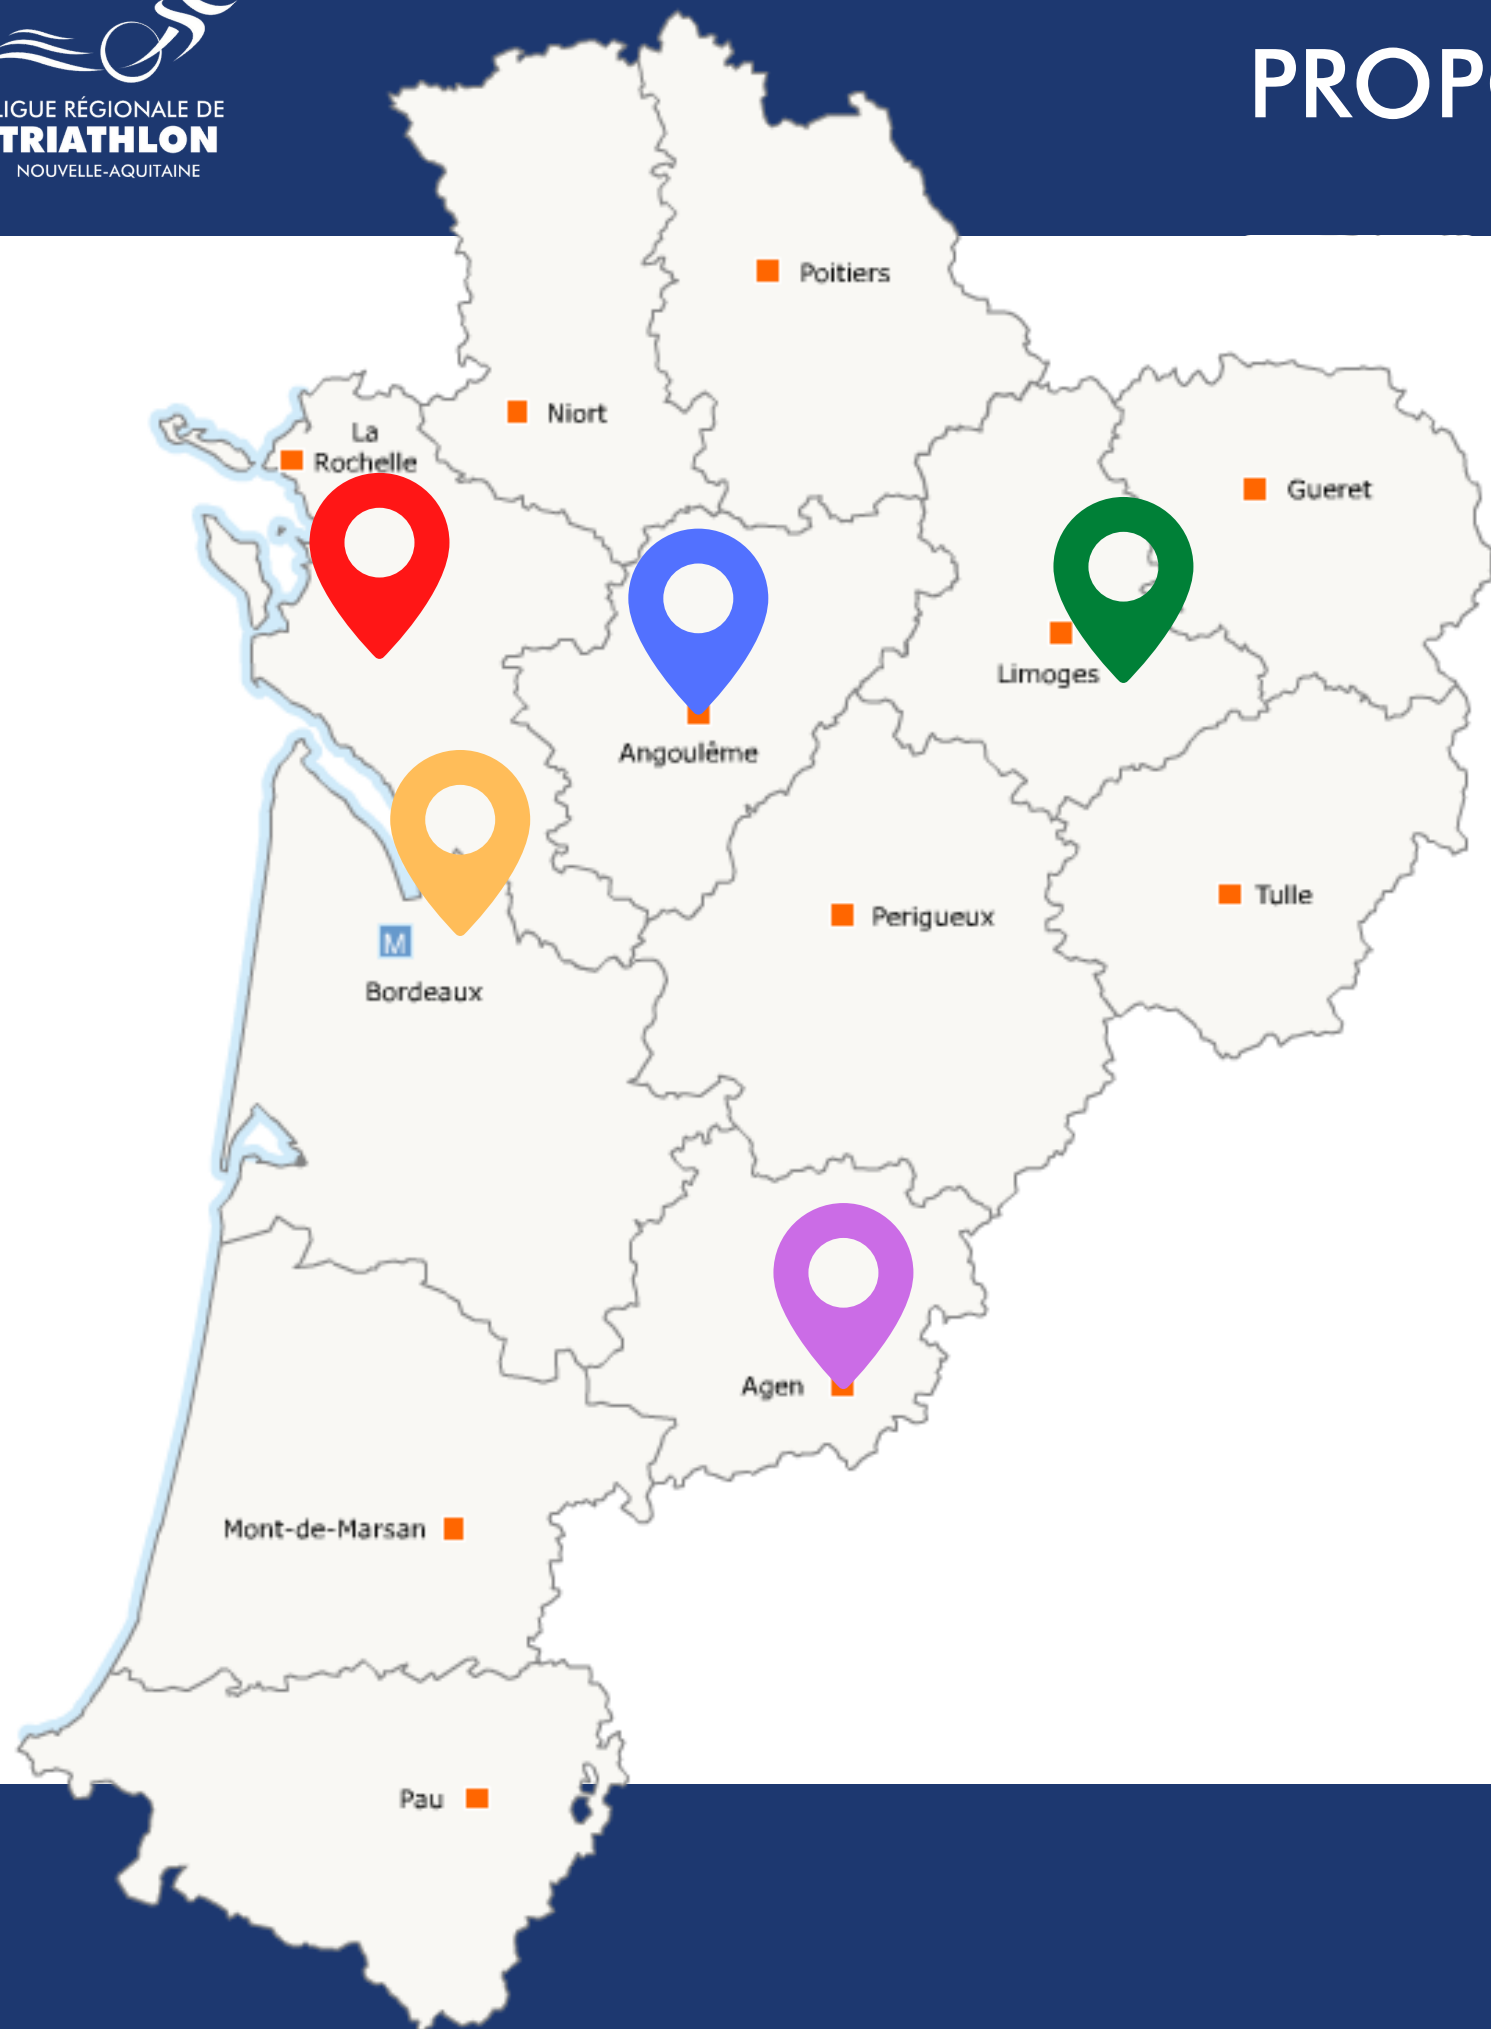 LIGUE RÉGIONALE DE
TRIATHLON
NOUVELLE-AQUITAINE
PROP
Poitiers
Niort
La
Rochelle
Gueret
Limoges
Angoulême
Tulle
Perigueux
M
Bordeaux
Agen
Mont-de-Marsan
Pau